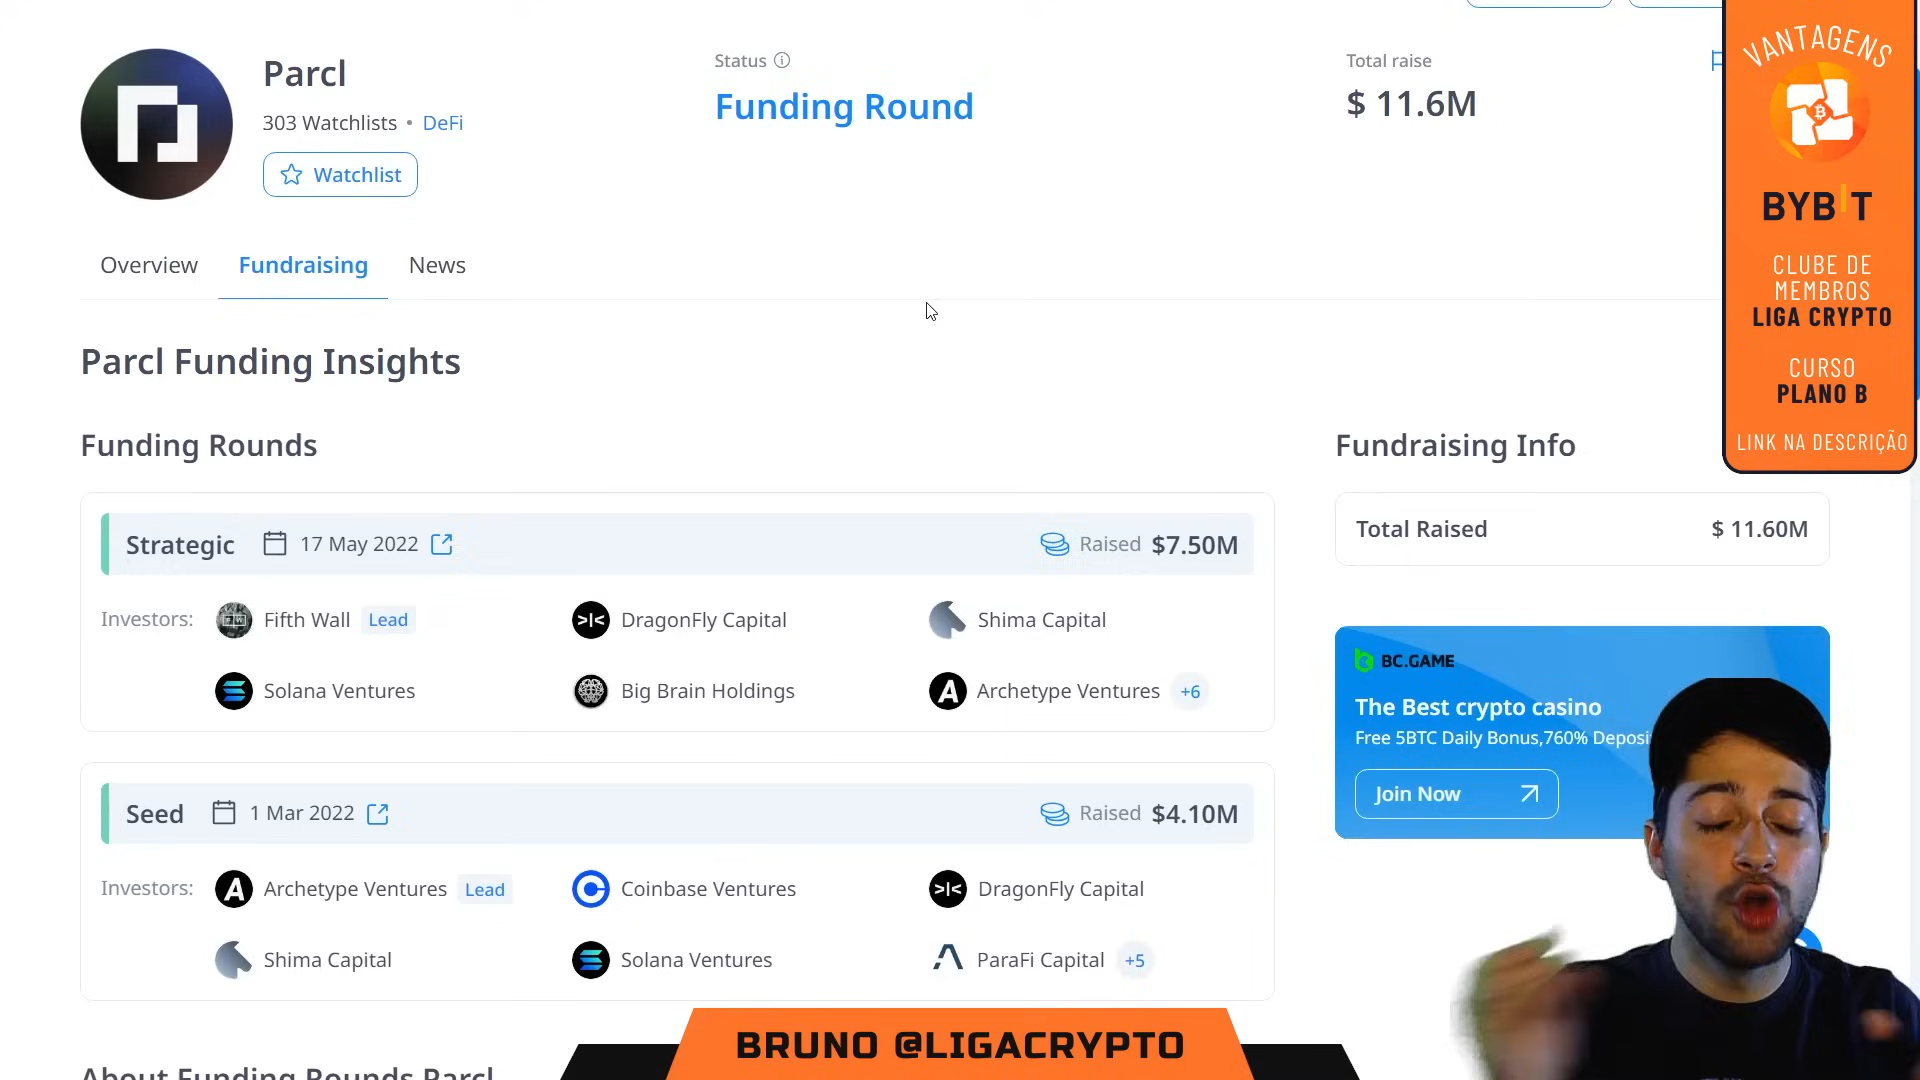 Parcl
303 Watchlists • DeFi
Watchlist
Status
Funding Round
Total raise
$ 11.6M
Overview
Fundraising
News
Parcl Funding Insights
Funding Rounds
Strategic
17 May 2022
Raised $7.50M
Investors:
Fifth Wall Lead
DragonFly Capital
Shima Capital
Solana Ventures
Big Brain Holdings
Archetype Ventures +6
Seed
1 Mar 2022
Raised $4.10M
Investors:
Archetype Ventures Lead
Coinbase Ventures
DragonFly Capital
Shima Capital
Solana Ventures
ParaFi Capital +5
About Funding Rounds Parcl
Fundraising Info
Total Raised $ 11.60M
BC.GAME
The Best crypto casino
Free 5BTC Daily Bonus,760%
Join Now
VANTAGENS
BYBIT
CLUBE DE
MEMBROS
LIGA CRYPTO
CURSO
PLANO B
LINK NA DESCRIÇÃO
BRUNO @LIGACRYPTO